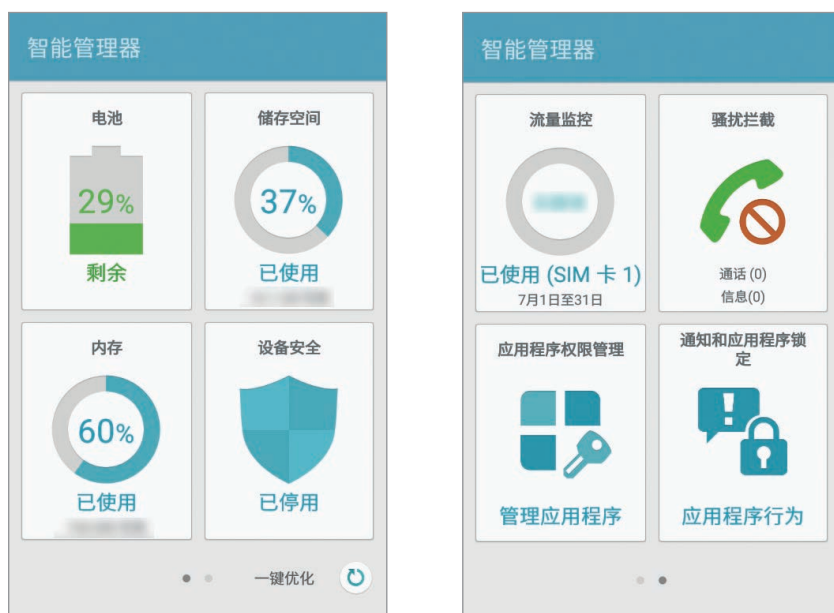 智能管理器
电池
29%
剩余
储存空间
37%
已使用
内存
60%
已使用
设备安全
已停用
一键优化
智能管理器
流量监控
已使用 (SIM 卡 1)
7月1日至31日
骚扰拦截
通话 (0)
信息(0)
应用程序权限管理
管理应用程序
通知和应用程序锁
定
应用程序行为